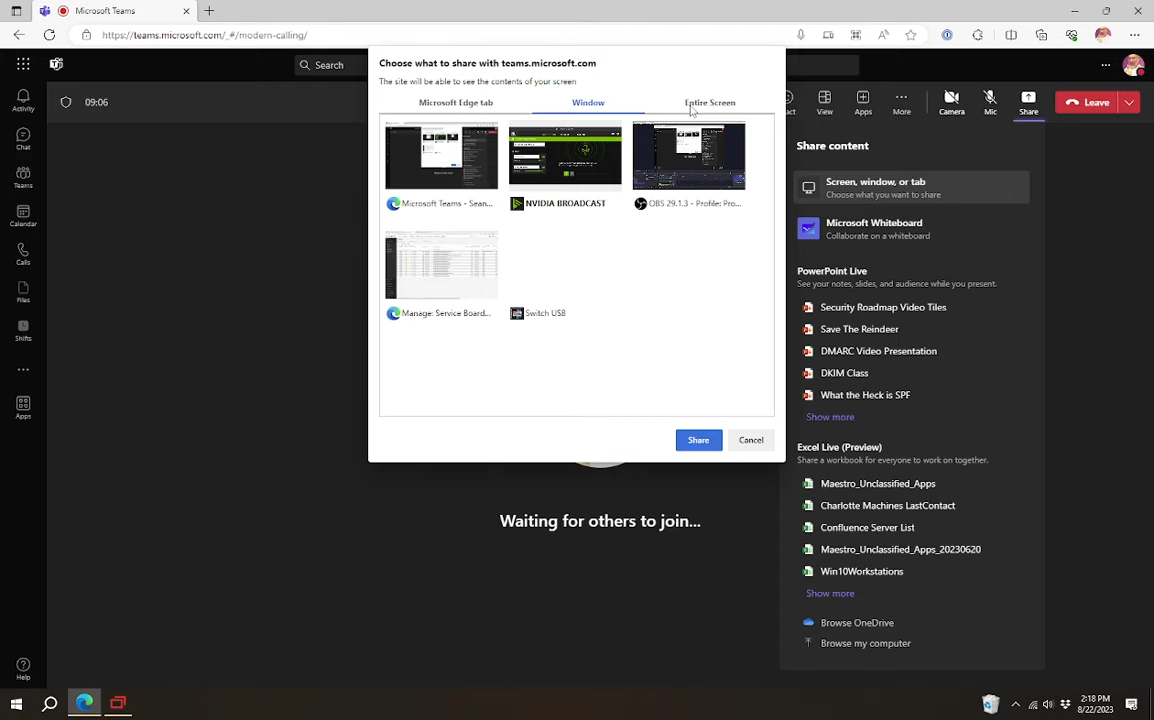 Microsoft Teams
https://teams.microsoft.com/_#/modern-calling/
Choose what to share with teams.microsoft.com
The site will be able to see the contents of your screen
Microsoft Edge tab
Window
Entire Screen
Microsoft Teams - Sean...
NVIDIA BROADCAST
OBS 29.1.3 - Profile: Pro...
Manage: Service Board...
Switch USB
Share
Cancel
Search
09:06
View
Apps
More
Camera
Mic
Share
Leave
Activity
Chat
Teams
Calendar
Calls
Files
Shifts
Apps
Help
Waiting for others to join...
Share content
Screen, window, or tab
Choose what you want to share
Microsoft Whiteboard
Collaborate on a whiteboard
PowerPoint Live
See your notes, slides, and audience while you present.
Security Roadmap Video Tiles
Save The Reindeer
DMARC Video Presentation
DKIM Class
What the Heck is SPF
Show more
Excel Live (Preview)
Share a workbook for everyone to work on together.
Maestro_Unclassified_Apps
Charlotte Machines LastContact
Confluence Server List
Maestro_Unclassified_Apps_20230620
Win10Workstations
Show more
Browse OneDrive
Browse my computer
2:18 PM
8/22/2023